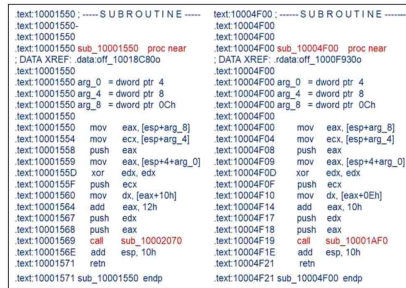 .text:10001550 ; ----- S U B R O U T I N E -----
.text:10001550-
.text:10001550
.text:10001550 sub_10001550 proc near
; DATA XREF: .rdata:off_10018C80o
.text:10001550
.text:10001550 arg_0 = dword ptr 4
.text:10001550 arg_4 = dword ptr 8
.text:10001550 arg_8 = dword ptr 0Ch
.text:10001550
.text:10001550 mov eax, [esp+arg_8]
.text:10001554 mov ecx, [esp+arg_4]
.text:10001558 push eax
.text:10001559 mov eax, [esp+4+arg_0]
.text:1000155D xor edx, edx
.text:1000155F push ecx
.text:10001560 mov dx, [eax+10h]
.text:10001564 add eax, 12h
.text:10001567 push edx
.text:10001568 push eax
.text:10001569 call sub_10002070
.text:1000156E add esp, 10h
.text:10001571 retn
.text:10001571 sub_10001550 endp
.text:10004F00 ; ----- S U B R O U T I N E ------
.text:10004F00
.text:10004F00
.text:10004F00 sub_10004F00 proc near
; DATA XREF: .rdata:off_1000F930o
.text:10004F00
.text:10004F00 arg_0 = dword ptr 4
.text:10004F00 arg_4 = dword ptr 8
.text:10004F00 arg_8 = dword ptr 0Ch
.text:10004F00
.text:10004F00 mov eax, [esp+arg_8]
.text:10004F04 mov ecx, [esp+arg_4]
.text:10004F08 push eax
.text:10004F09 mov eax, [esp+4+arg_0]
.text:10004F0D xor edx, edx
.text:10004F0F push ecx
.text:10004F10 mov dx, [eax+0Eh]
.text:10004F14 add eax, 10h
.text:10004F17 push edx
.text:10004F18 push eax
.text:10004F19 call sub_10001AF0
.text:10004F1E add esp, 10h
.text:10004F21 retn
.text:10004F21 sub_10004F00 endp